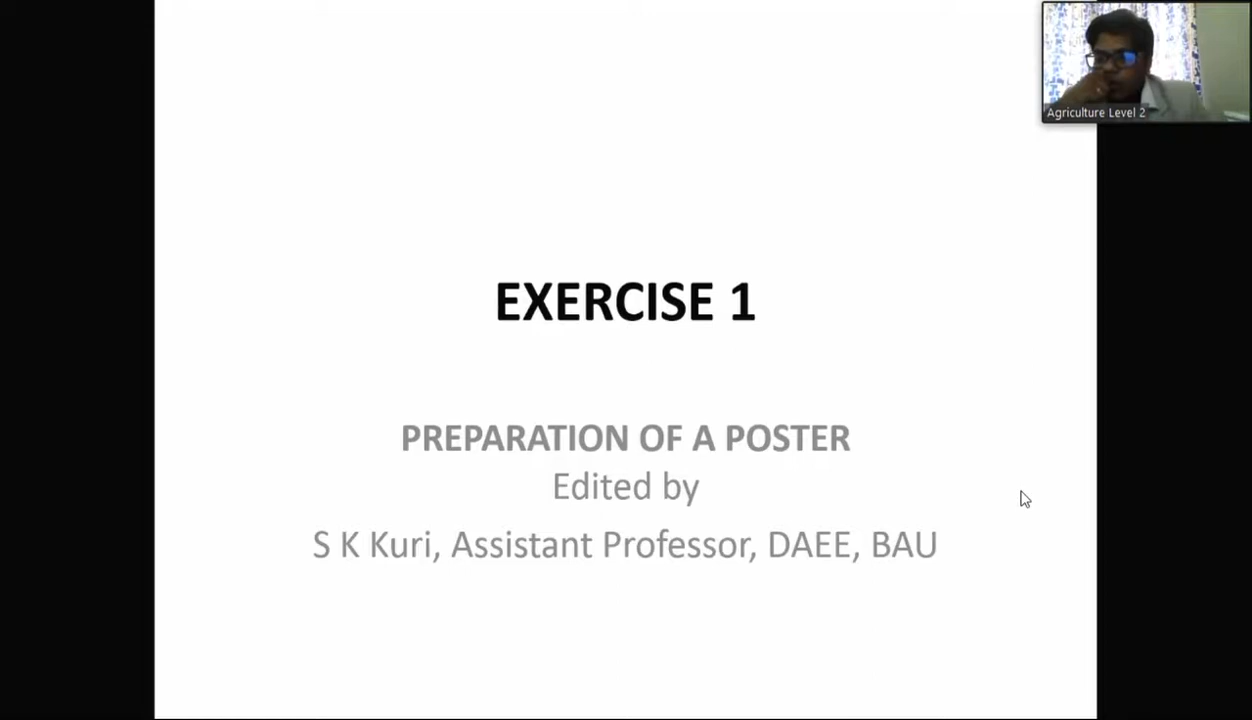 Agriculture Level 2
EXERCISE 1
PREPARATION OF A POSTER
Edited by
S K Kuri, Assistant Professor, DAEE, BAU